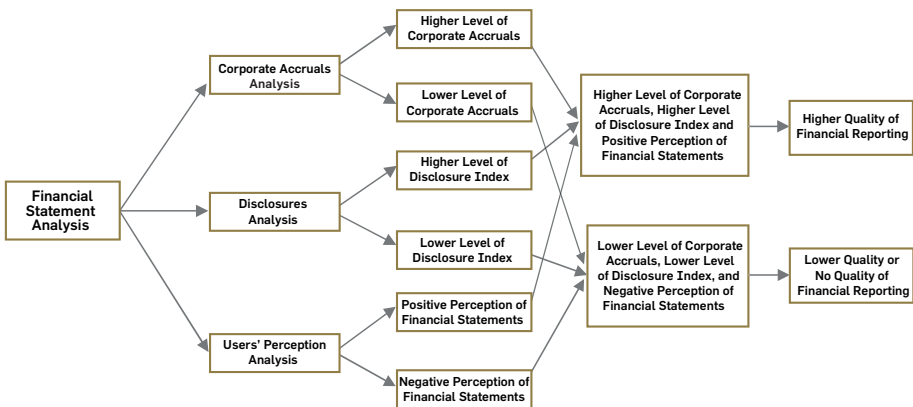 Financial
Statement
Analysis
Corporate Accruals
Analysis
Disclosures
Analysis
Users' Perception
Analysis
Higher Level of
Corporate Accruals
Lower Level of
Corporate Accruals
Higher Level of
Disclosure Index
Lower Level of
Disclosure Index
Positive Perception of
Financial Statements
Negative Perception of
Financial Statements
Higher Level of Corporate
Accruals, Higher Level
of Disclosure Index and
Positive Perception of
Financial Statements
Lower Level of Corporate
Accruals, Lower Level
of Disclosure Index, and
Negative Perception of
Financial Statements
Higher Quality of
Financial Reporting
Lower Quality or
No Quality of
Financial Reporting